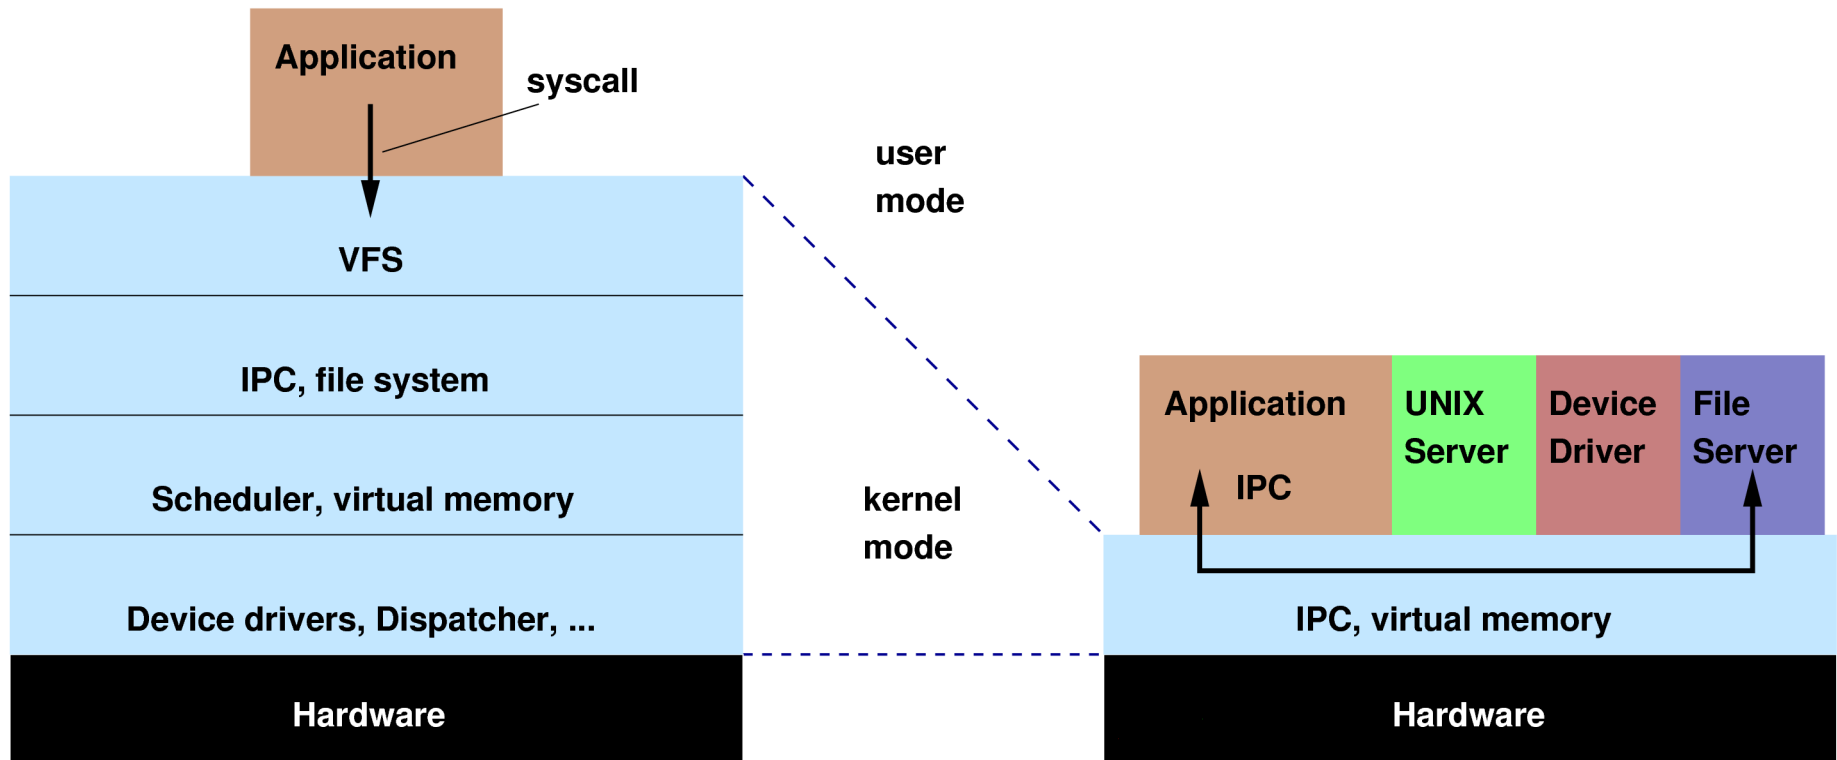 Application
syscall
VFS
IPC, file system
Scheduler, virtual memory
Device drivers, Dispatcher, ...
Hardware
user
mode
kernel
mode
Application
IPC
UNIX
Server
Device
Driver
File
Server
IPC, virtual memory
Hardware